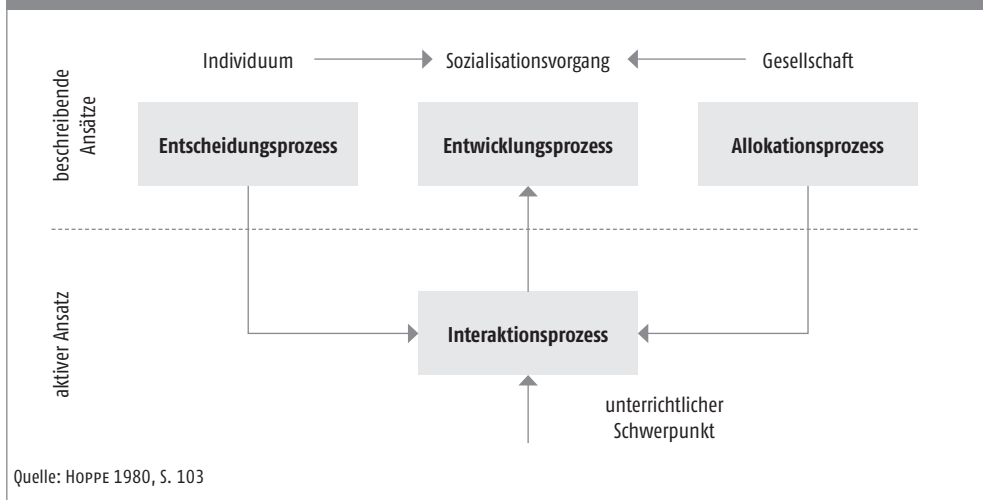 Individuum
Sozialisationsvorgang
Gesellschaft
beschreibende
Ansätze
Entscheidungsprozess
Entwicklungsprozess
Allokationsprozess
aktiver Ansatz
Interaktionsprozess
unterrichtlicher
Schwerpunkt
Quelle: HOPPE 1980, S. 103